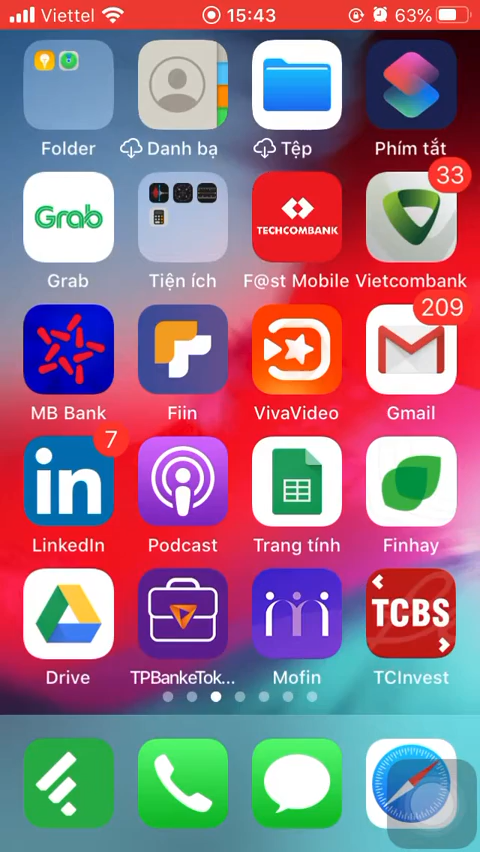 Viettel 15:43 63%
Folder Danh bạ Tệp Phím tắt
Grab TECHCOMBANK 33
Grab Tiện ích F@st Mobile Vietcombank
209
MB Bank Fiin VivaVideo Gmail
in 7
LinkedIn Podcast Trang tính Finhay
TCBS
Drive TPBankeTok... Mofin TCInvest